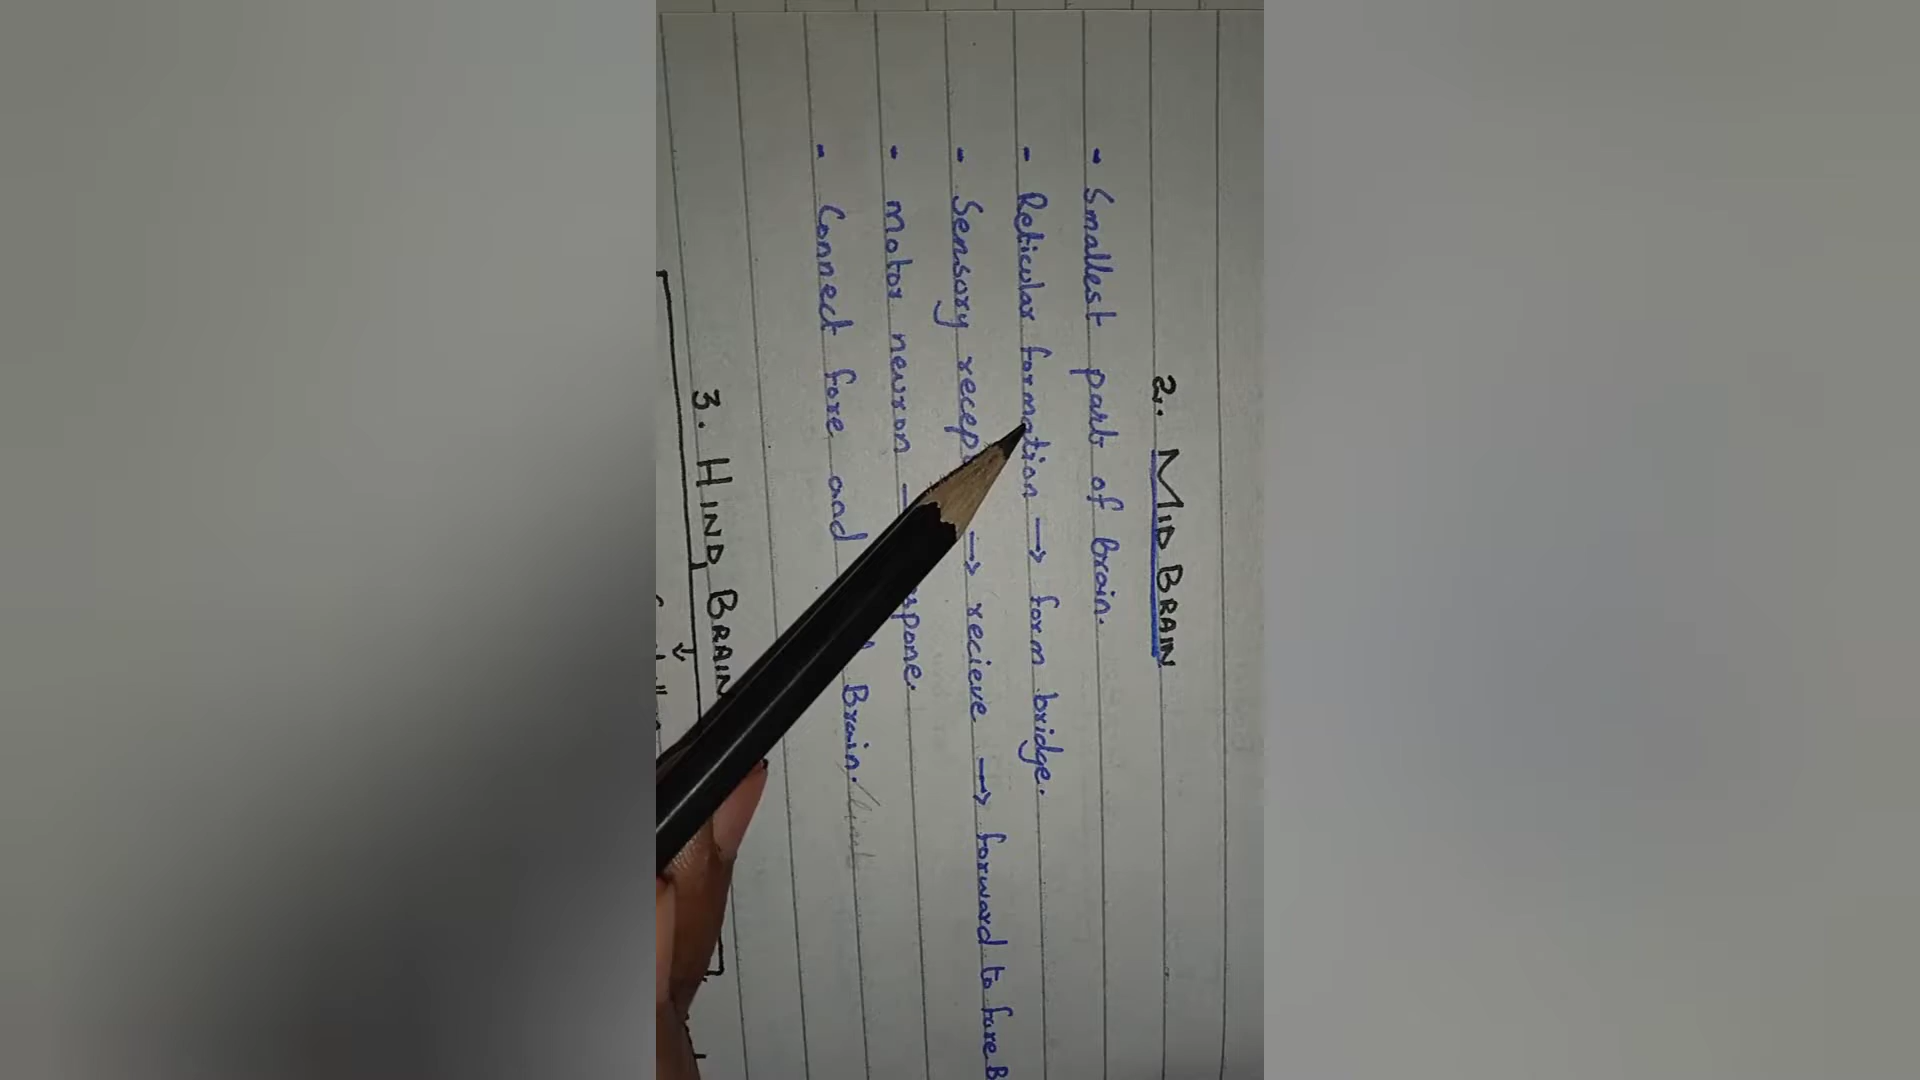 2. MID BRAIN
- Smallest part of brain.
- Reticular formation → form bridge.
- Sensory → recieve → forward to fore B
- Motor neuron →
- Connect fore and Brain.
3. HIND BRAIN